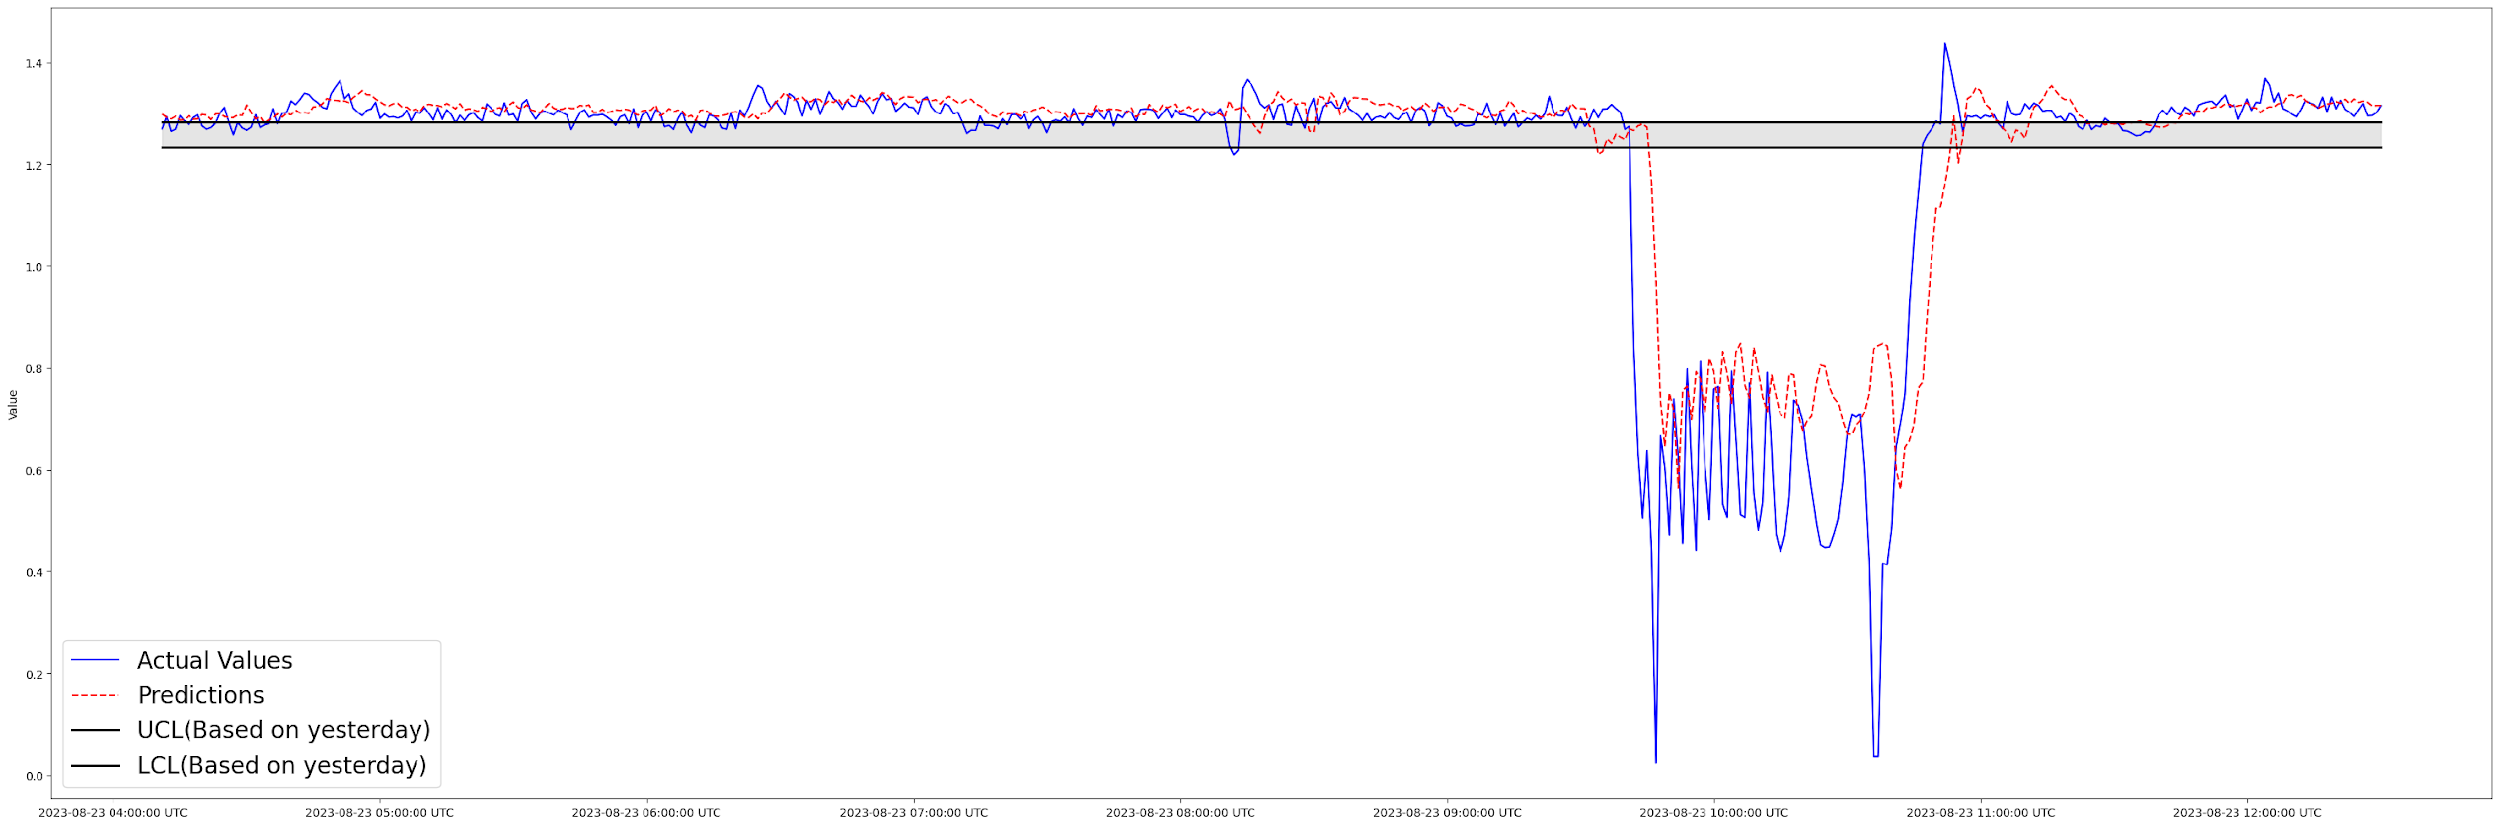 1.4
1.2
1.0
0.8
0.6
0.4
0.2
0.0
Value
Actual Values
Predictions
UCL(Based on yesterday)
LCL(Based on yesterday)
2023-08-23 04:00:00 UTC 2023-08-23 05:00:00 UTC 2023-08-23 06:00:00 UTC 2023-08-23 07:00:00 UTC 2023-08-23 08:00:00 UTC 2023-08-23 09:00:00 UTC 2023-08-23 10:00:00 UTC 2023-08-23 11:00:00 UTC 2023-08-23 12:00:00 UTC